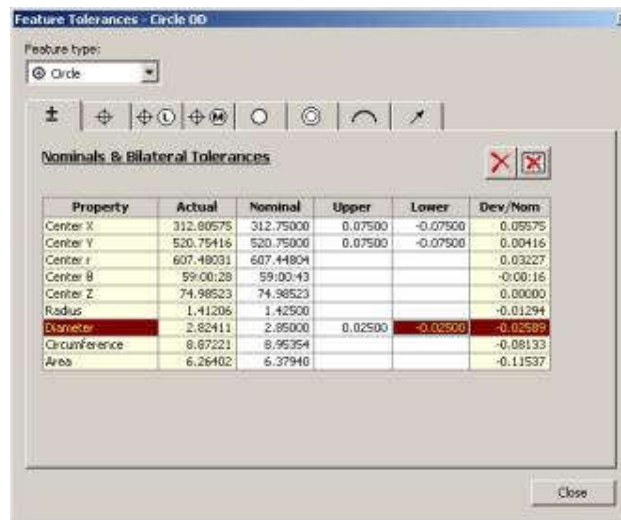 Feature Tolerances - Circle 00
Feature type:
Circle
± L M
Nominals & Bilateral Tolerances
Property Actual Nominal Upper Lower Dev/Nom
Center X 312.80575 312.75000 0.07500 -0.07500 0.05575
Center Y 520.75416 520.75000 0.07500 -0.07500 0.00416
Center r 607.48031 607.44804 0.03227
Center θ 59:00:28 59:00:43 -0:00:16
Center Z 74.98523 74.98523 0.00000
Radius 1.41206 1.42500 -0.01294
Diameter 2.82411 2.85000 0.02500 -0.02500 -0.02589
Circumference 8.87221 8.95354 -0.08133
Area 6.26402 6.37940 -0.11537
Close